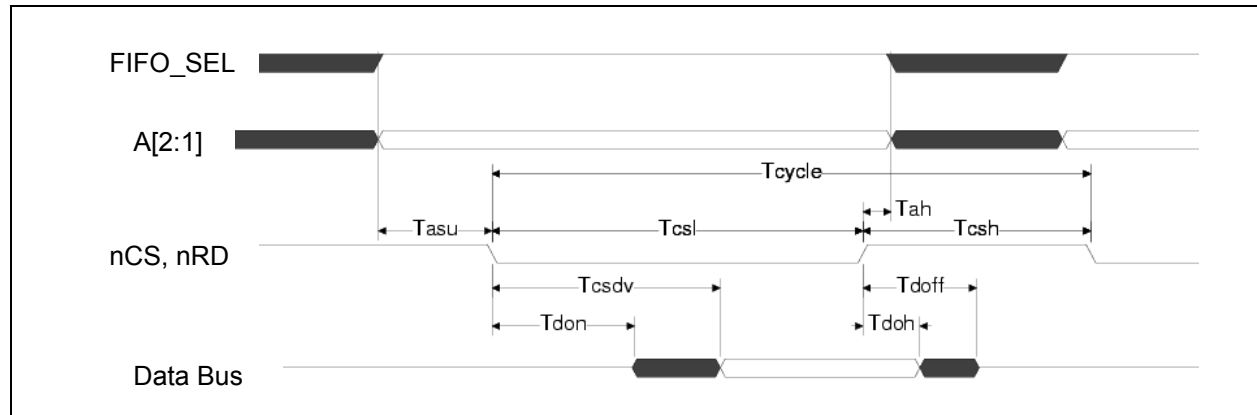 FIFO_SEL
A[2:1]
Tcycle
Tah
Tasu
Tcsl
Tcsh
nCS, nRD
Tcsdv
Tdoff
Tdon
Tdoh
Data Bus